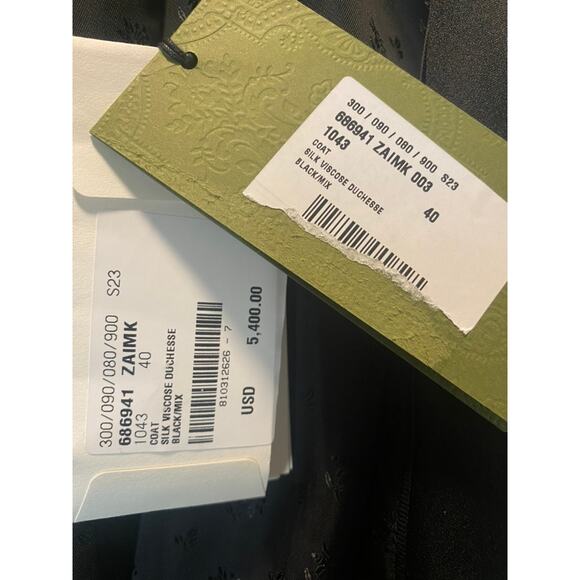 300 / 090 / 080 / 900 S23
686941 ZAIMK 003
1043 40
COAT
SILK VISCOSE DUCHESSE
BLACK/MIX
300/090/080/900 S23
686941 ZAIMK
1043 40
COAT
SILK VISCOSE DUCHESSE
BLACK/MIX
810312626 - 7
USD 5,400.00